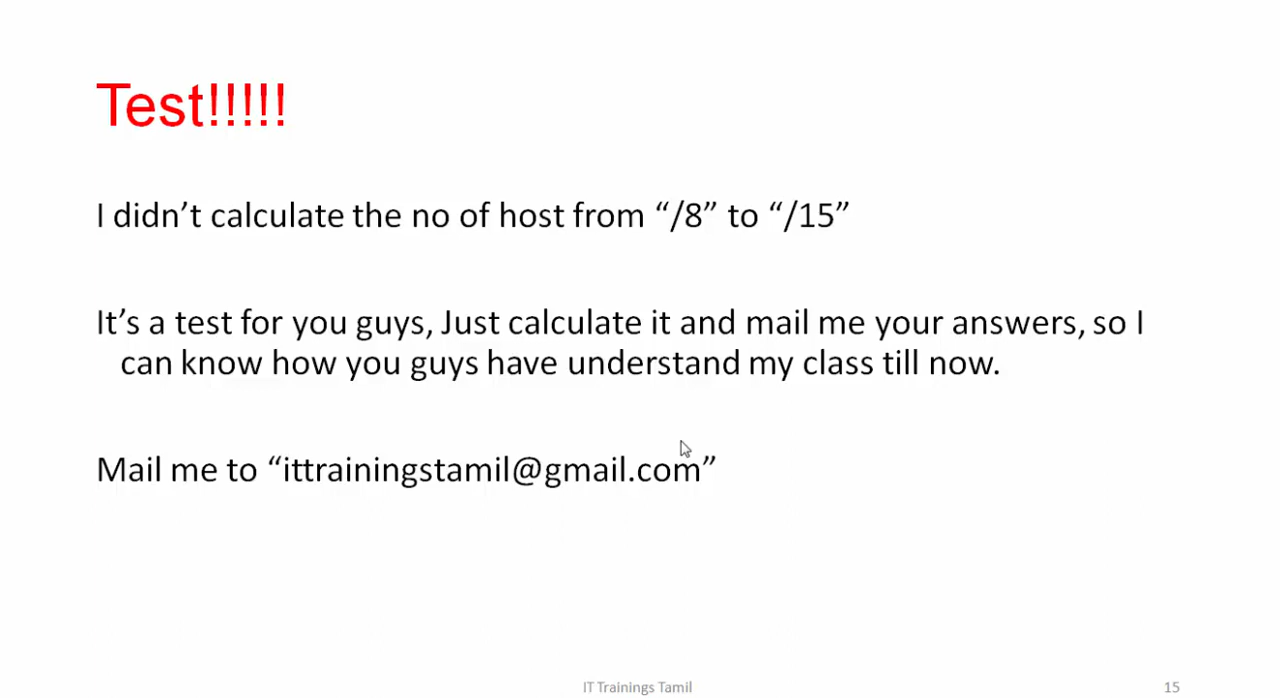 Test!!!!!
I didn’t calculate the no of host from “/8” to “/15”
It’s a test for you guys, Just calculate it and mail me your answers, so I
can know how you guys have understand my class till now.
Mail me to “ittrainingstamil@gmail.com”
IT Trainings Tamil
15